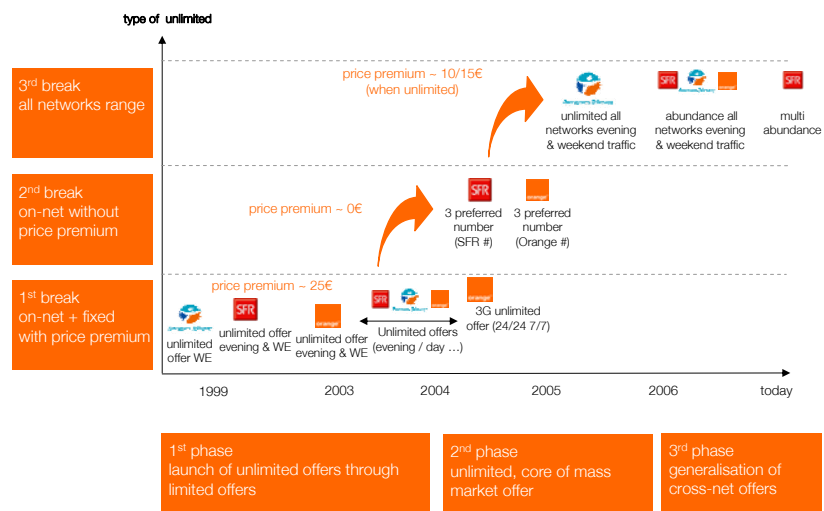 type of unlimited
3rd break
all networks range
price premium ~ 10/15€
(when unlimited)
unlimited all
networks evening
& weekend traffic
SFR
orange
abundance all
networks evening
& weekend traffic
SFR
multi
abundance
2nd break
on-net without
price premium
price premium ~ 0€
SFR
3 preferred
number
(SFR #)
orange
3 preferred
number
(Orange #)
1st break
on-net + fixed
with price premium
price premium ~ 25€
unlimited
offer WE
SFR
unlimited offer
evening & WE
orange
unlimited offer
evening & WE
SFR
orange
Unlimited offers
(evening / day ...)
orange
3G unlimited
offer (24/24 7/7)
1999
2003
2004
2005
2006
today
1st phase
launch of unlimited offers through
limited offers
2nd phase
unlimited, core of mass
market offer
3rd phase
generalisation of
cross-net offers